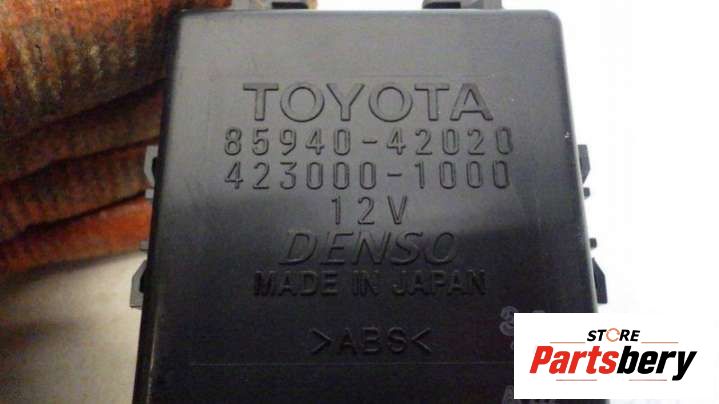 TOYOTA
85940-42020
423000-1000
12V
DENSO
MADE IN JAPAN
>ABS<
STORE
Partsbery